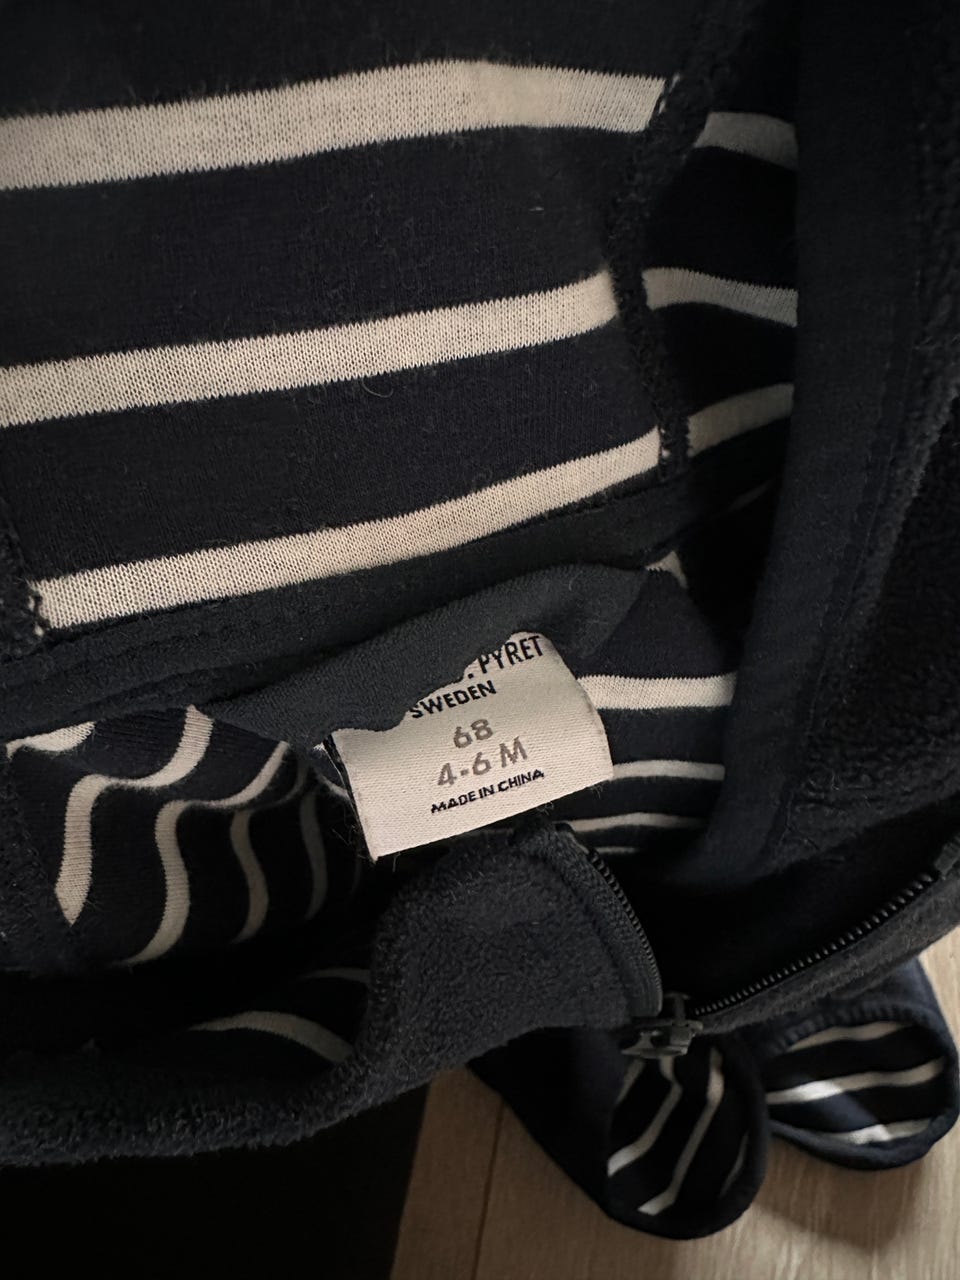 . PYRET
SWEDEN
68
4-6 M
MADE IN CHINA